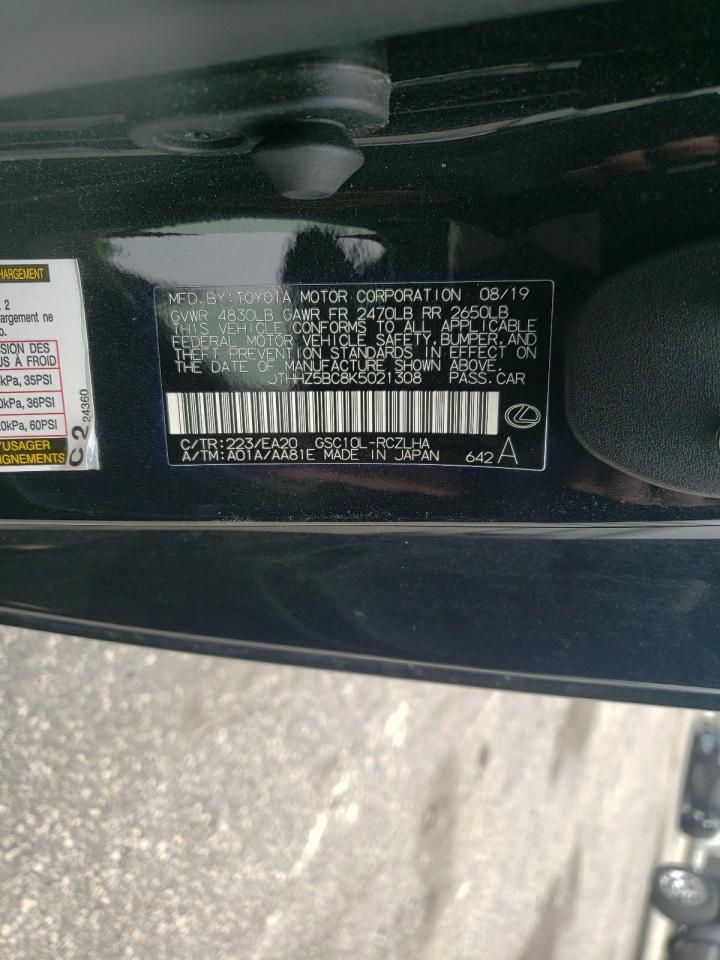 HARGEMENT
2
argement ne
o.
SION DES
US À FROID
kPa, 35PSI
0kPa, 36PSI
0kPa, 60PSI
'USAGER
IGNEMENTS
C2 24360
MFD. BY: TOYOTA MOTOR CORPORATION 08/19
GVWR 4830LB GAWR FR 2470LB RR 2650LB
THIS VEHICLE CONFORMS TO ALL APPLICABLE
FEDERAL MOTOR VEHICLE SAFETY, BUMPER, AND
THEFT PREVENTION STANDARDS IN EFFECT ON
THE DATE OF MANUFACTURE SHOWN ABOVE.
JTHHZ5BC8K5021308 PASS. CAR
C/TR: 223/EA20 GSC10L-RCZLHA
A/TM: A01A/AA81E MADE IN JAPAN 642 A